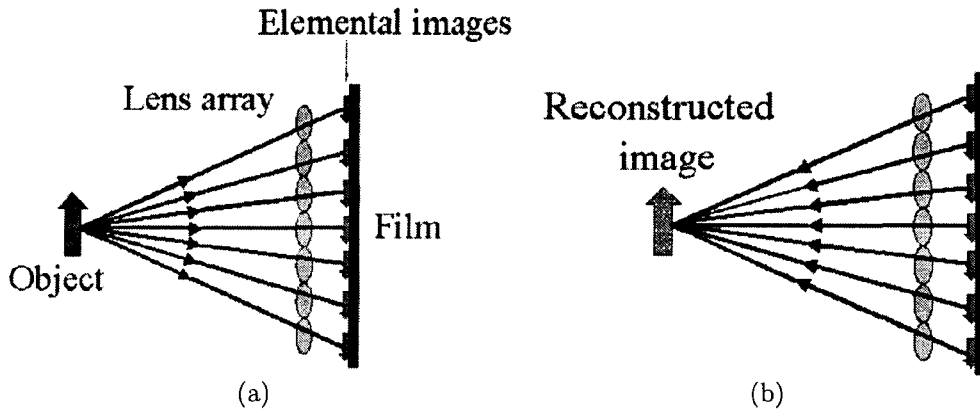 Elemental images
Lens array
Film
Object
(a)
Reconstructed
image
(b)